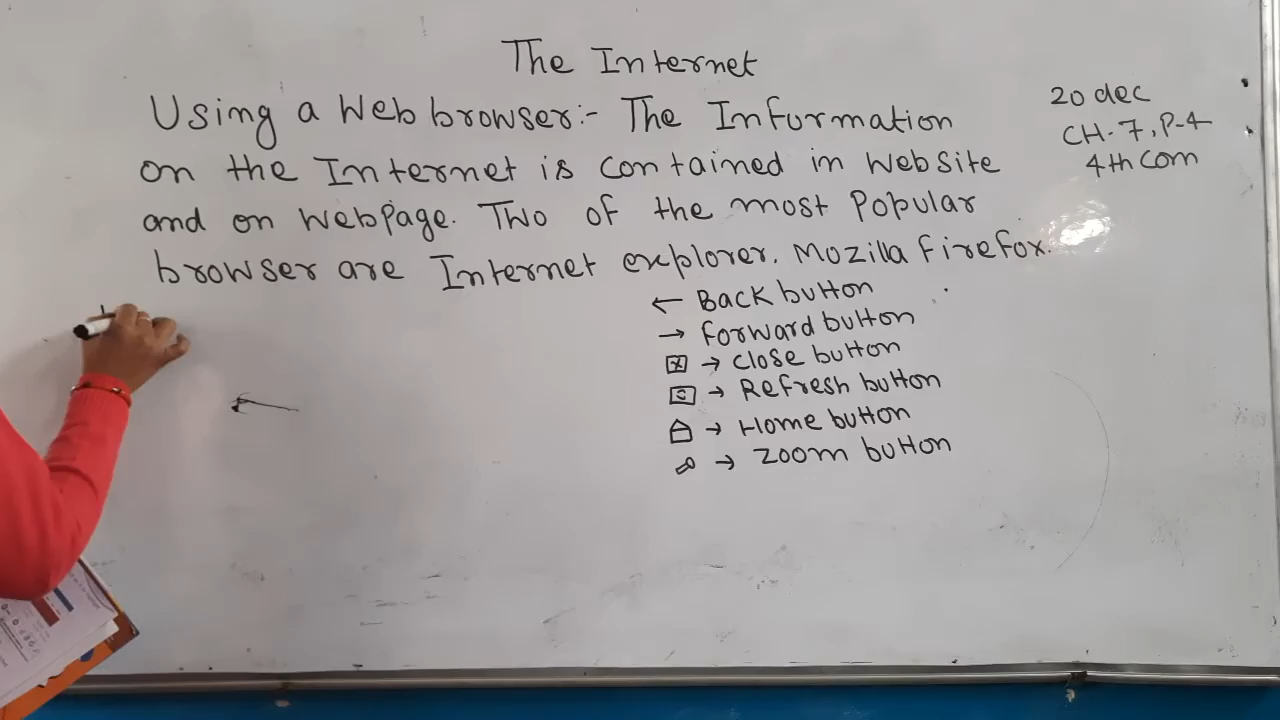 The Internet
Using a Web browser:- The Information
on the Internet is contained in website
and on webpage. Two of the most Popular
browser are Internet explorer. Mozilla Firefox.
← Back button
→ forward button
→ close button
→ Refresh button
→ Home button
→ Zoom button
20 dec
CH-7, P-4
4th Com